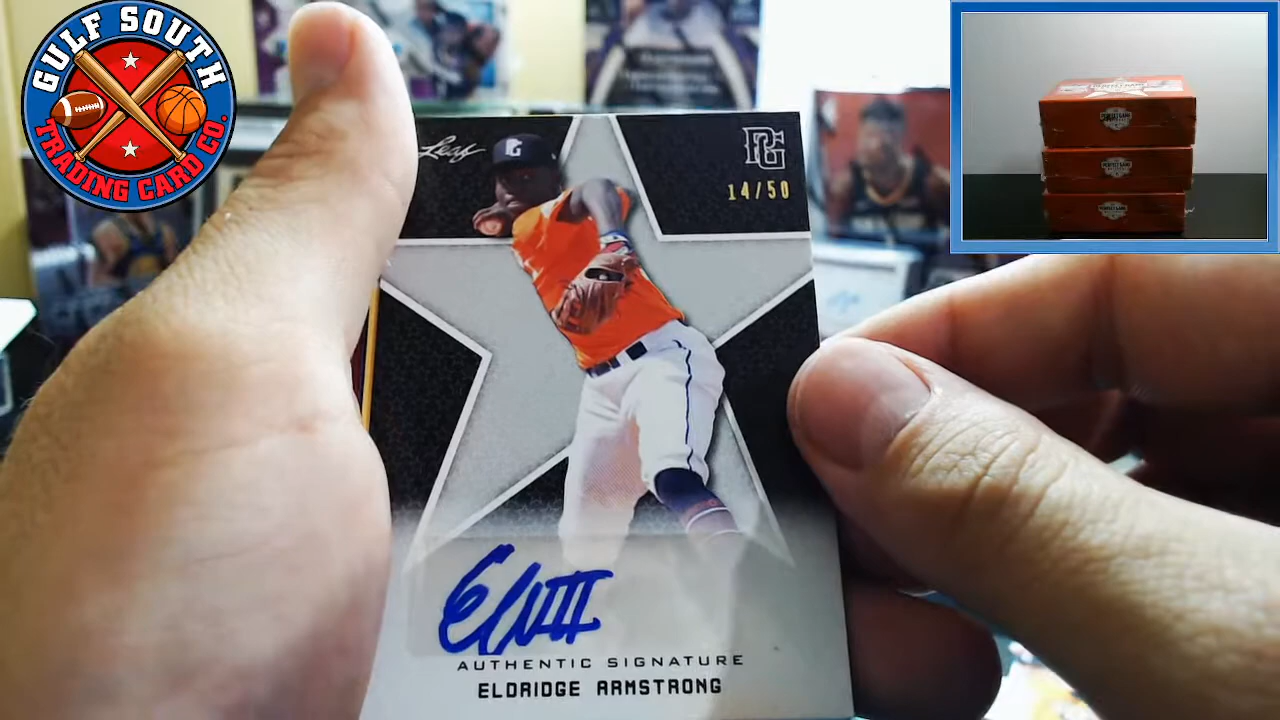 GULF SOUTH
TRADING CARD CO.
Leaf
PG
14/50
AUTHENTIC SIGNATURE
ELDRIDGE ARMSTRONG